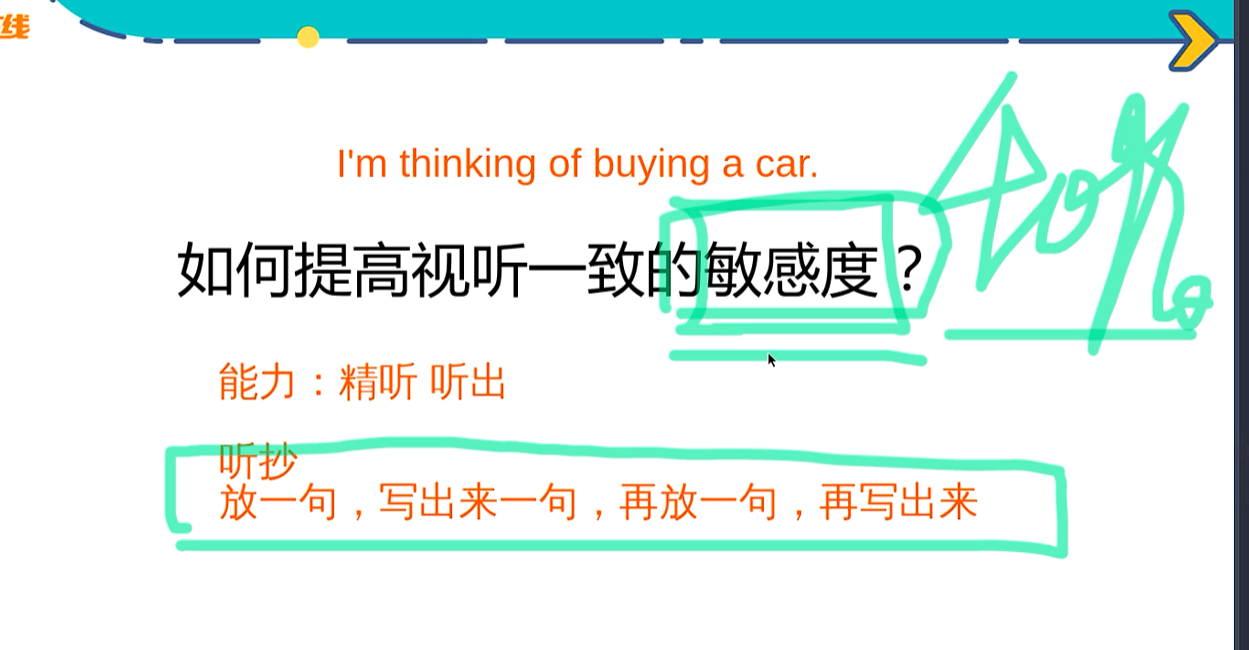 线
I'm thinking of buying a car.
如何提高视听一致的敏感度？
能力：精听 听出
听抄
放一句，写出来一句，再放一句，再写出来